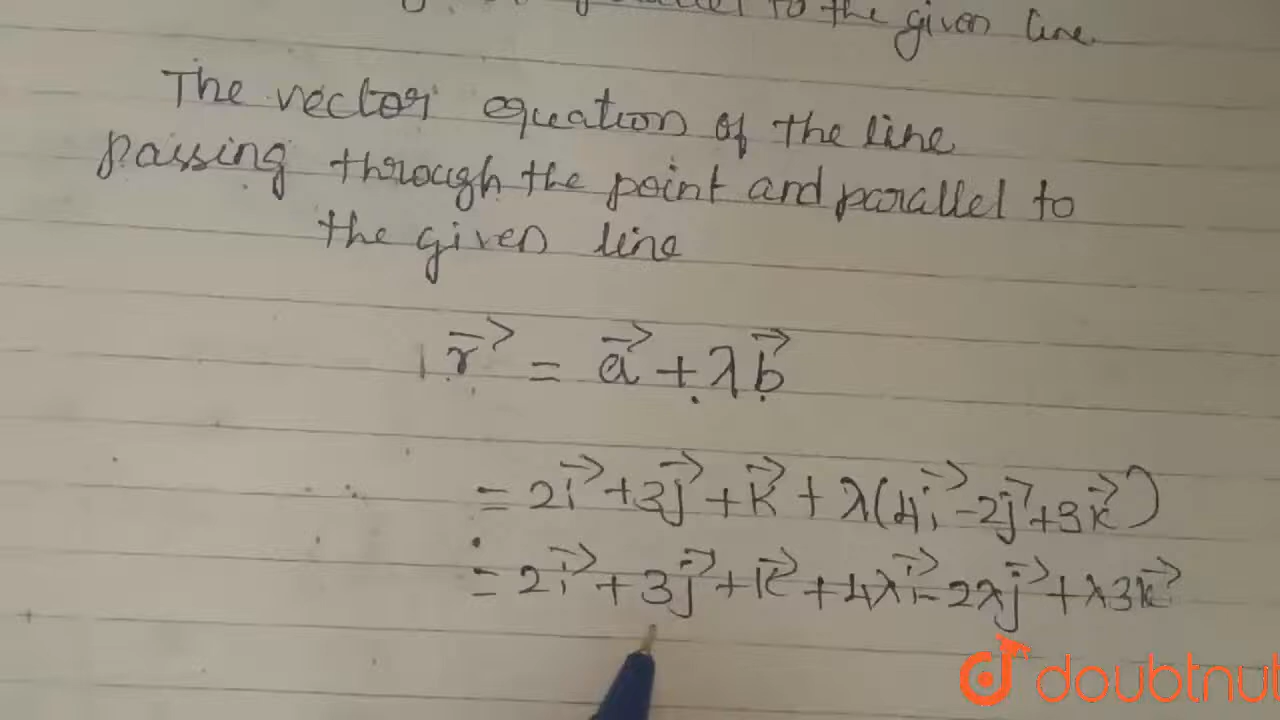 parallel to the given line.
The vector equation of the line
passing through the point and parallel to
the given line
r⃗ = a⃗ + λb⃗
= 2i⃗ + 3j⃗ + k⃗ + λ(4i⃗ - 2j⃗ + 3k⃗)
= 2i⃗ + 3j⃗ + k⃗ + 4λi⃗ - 2λj⃗ + λ3k⃗
doubtnut